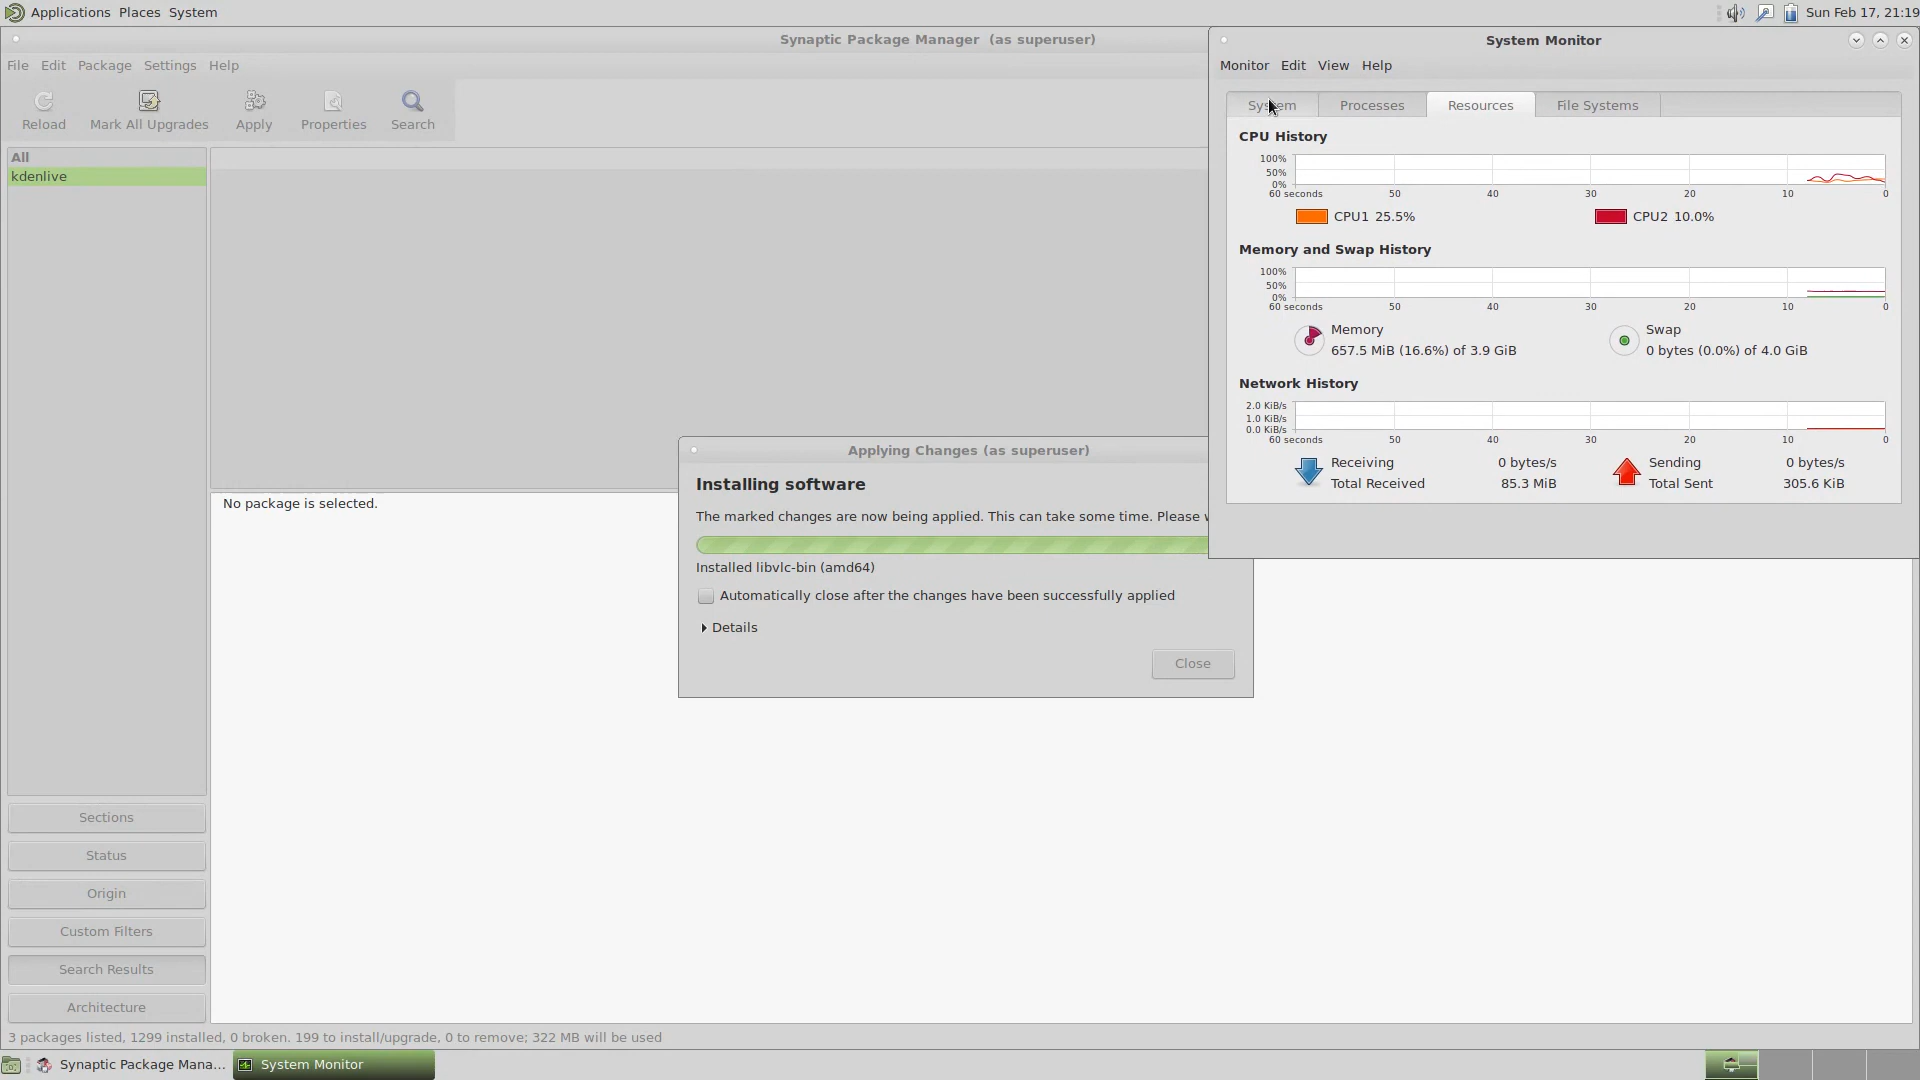 Applications Places System
Sun Feb 17, 21:19
Synaptic Package Manager (as superuser)
File Edit Package Settings Help
Reload
Mark All Upgrades
Apply
Properties
Search
All
kdenlive
No package is selected.
Sections
Status
Origin
Custom Filters
Search Results
Architecture
3 packages listed, 1299 installed, 0 broken. 199 to install/upgrade, 0 to remove; 322 MB will be used
Applying Changes (as superuser)
Installing software
The marked changes are now being applied. This can take some time. Please
Installed libvlc-bin (amd64)
Automatically close after the changes have been successfully applied
Details
Close
System Monitor
Monitor Edit View Help
System Processes Resources File Systems
CPU History
100%
50%
0%
60 seconds 50 40 30 20 10 0
CPU1 25.5% CPU2 10.0%
Memory and Swap History
100%
50%
0%
60 seconds 50 40 30 20 10 0
Memory
657.5 MiB (16.6%) of 3.9 GiB
Swap
0 bytes (0.0%) of 4.0 GiB
Network History
2.0 KiB/s
1.0 KiB/s
0.0 KiB/s
60 seconds 50 40 30 20 10 0
Receiving 0 bytes/s
Total Received 85.3 MiB
Sending 0 bytes/s
Total Sent 305.6 KiB
Synaptic Package Mana...
System Monitor